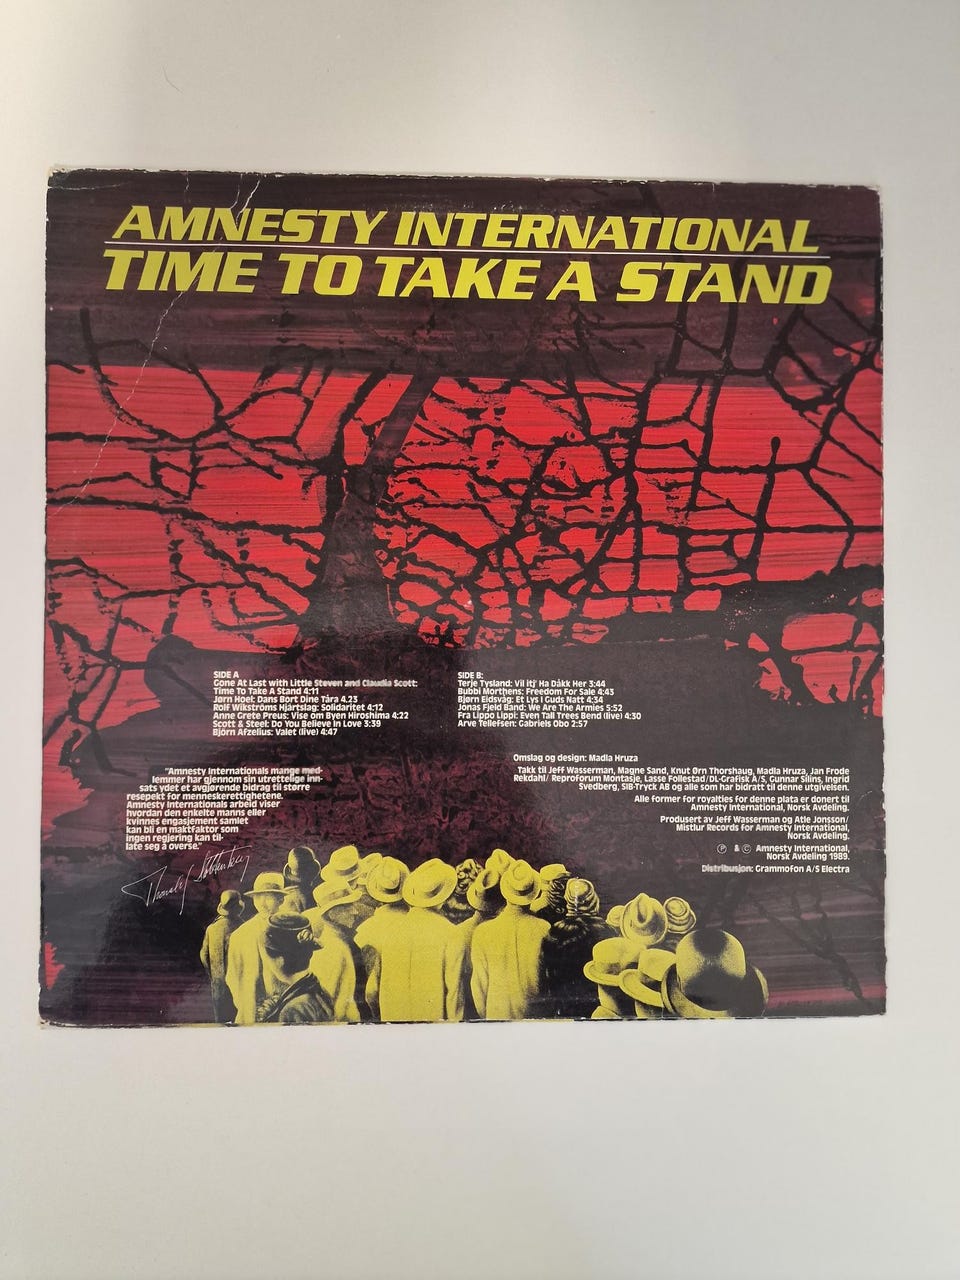 AMNESTY INTERNATIONAL
TIME TO TAKE A STAND
SIDE A
Gone At Last with Little Steven and Claudia Scott:
Time To Take A Stand 4:11
Jørn Hoel: Dans Bort Dine Tåra 4.23
Rolf Wikströms Hjärtslag: Solidaritet 4:12
Anne Grete Preus: Vise om Byen Hiroshima 4:22
Scott & Steel: Do You Believe In Love 3:39
Björn Afzelius: Valet (live) 4:47
SIDE B:
Terje Tysland: Vil itj' Ha Dåkk Her 3:44
Bubbi Morthens: Freedom For Sale 4:43
Bjørn Eidsvåg: Et Lys I Guds Natt 4:34
Jonas Fjeld Band: We Are The Armies 5:52
Fra Lippo Lippi: Even Tall Trees Bend (live) 4:30
Arve Tellefsen: Gabriels Obo 2:57
"Amnesty Internationals mange med-
lemmer har gjennom sin utrettelige inn-
sats ydet et avgjørende bidrag til større
respekt for menneskerettighetene.
Amnesty Internationals arbeid viser
hvordan den enkelte manns eller
kvinnes engasjement samlet
kan bli en maktfaktor som
ingen regjering kan til-
late seg å overse."
Omslag og design: Madla Hruza
Takk til Jeff Wasserman, Magne Sand, Knut Ørn Thorshaug, Madla Hruza, Jan Frode
Rekdahl/ Reproforum Montasje, Lasse Follestad/DL-Grafisk A/S, Gunnar Silins, Ingrid
Svedberg, SIB-Tryck AB og alle som har bidratt til denne utgivelsen.
Alle former for royalties for denne plata er donert til
Amnesty International, Norsk Avdeling.
Produsert av Jeff Wasserman og Atle Jonsson/
Mistlur Records for Amnesty International,
Norsk Avdeling.
℗ & © Amnesty International,
Norsk Avdeling 1989.
Distribusjon: Grammofon A/S Electra